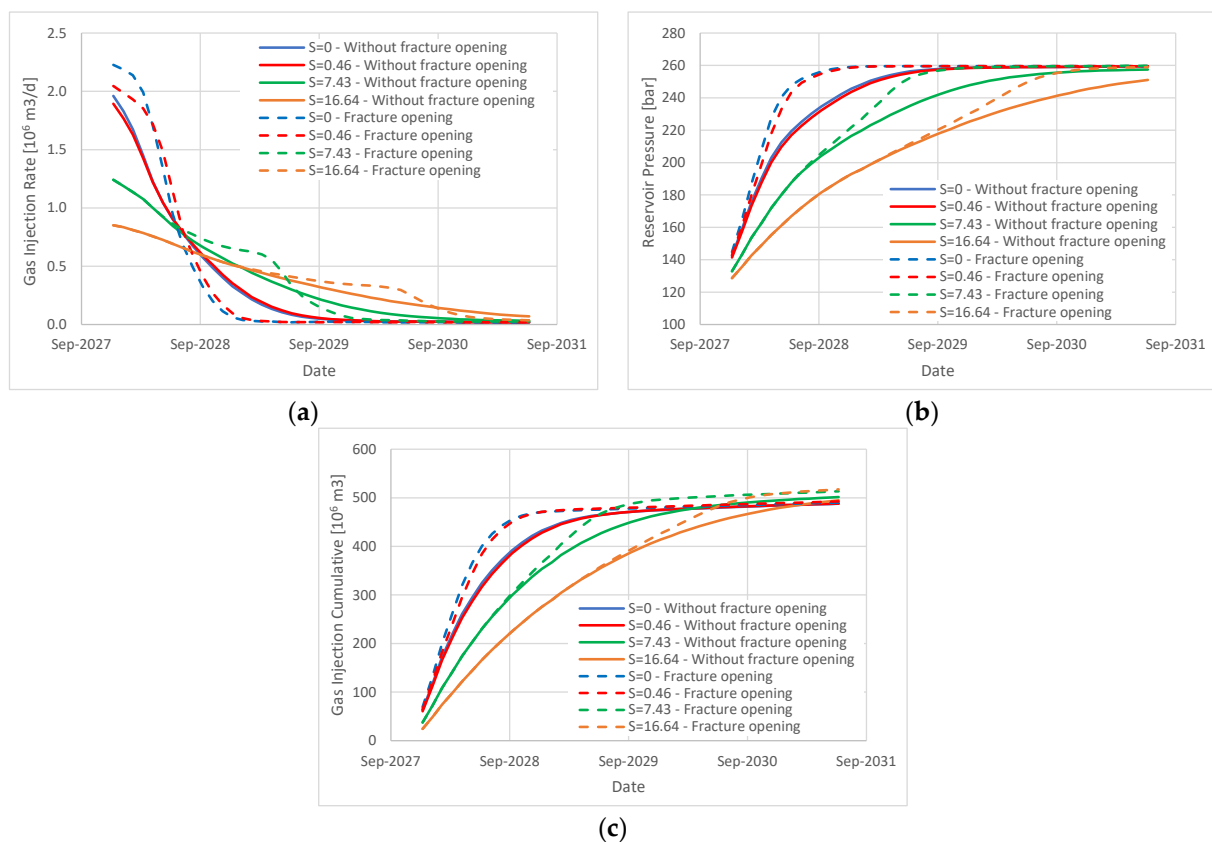 2.5
2.0
1.5
1.0
0.5
0.0
Gas Injection Rate [10⁶ m3/d]
S=0 - Without fracture opening
S=0.46 - Without fracture opening
S=7.43 - Without fracture opening
S=16.64 - Without fracture opening
S=0 - Fracture opening
S=0.46 - Fracture opening
S=7.43 - Fracture opening
S=16.64 - Fracture opening
Sep-2027 Sep-2028 Sep-2029 Sep-2030 Sep-2031
Date
(a)
280
260
240
220
200
180
160
140
120
100
Reservoir Pressure [bar]
S=0 - Without fracture opening
S=0.46 - Without fracture opening
S=7.43 - Without fracture opening
S=16.64 - Without fracture opening
S=0 - Fracture opening
S=0.46 - Fracture opening
S=7.43 - Fracture opening
S=16.64 - Fracture opening
Sep-2027 Sep-2028 Sep-2029 Sep-2030 Sep-2031
Date
(b)
600
500
400
300
200
100
0
Gas Injection Cumulative [10⁶ m3]
S=0 - Without fracture opening
S=0.46 - Without fracture opening
S=7.43 - Without fracture opening
S=16.64 - Without fracture opening
S=0 - Fracture opening
S=0.46 - Fracture opening
S=7.43 - Fracture opening
S=16.64 - Fracture opening
Sep-2027 Sep-2028 Sep-2029 Sep-2030 Sep-2031
Date
(c)